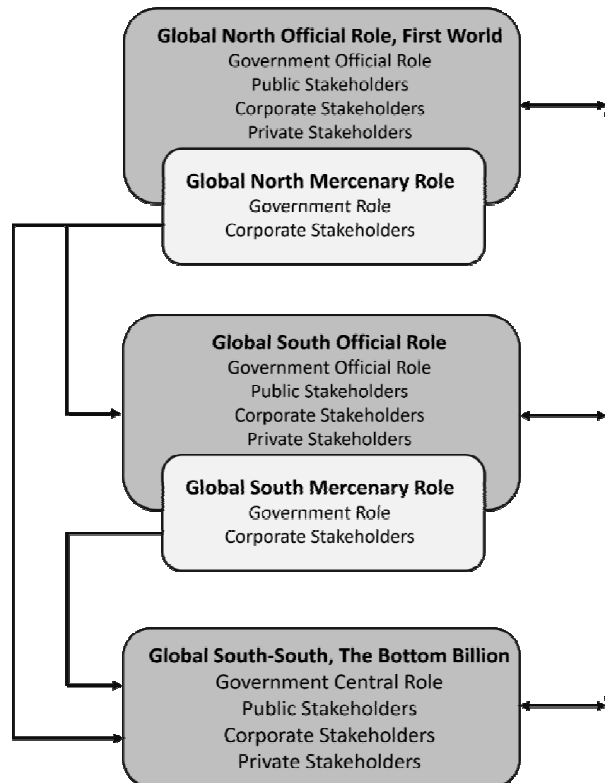 Global North Official Role, First World
Government Official Role
Public Stakeholders
Corporate Stakeholders
Private Stakeholders
Global North Mercenary Role
Government Role
Corporate Stakeholders
Global South Official Role
Government Official Role
Public Stakeholders
Corporate Stakeholders
Private Stakeholders
Global South Mercenary Role
Government Role
Corporate Stakeholders
Global South-South, The Bottom Billion
Government Central Role
Public Stakeholders
Corporate Stakeholders
Private Stakeholders